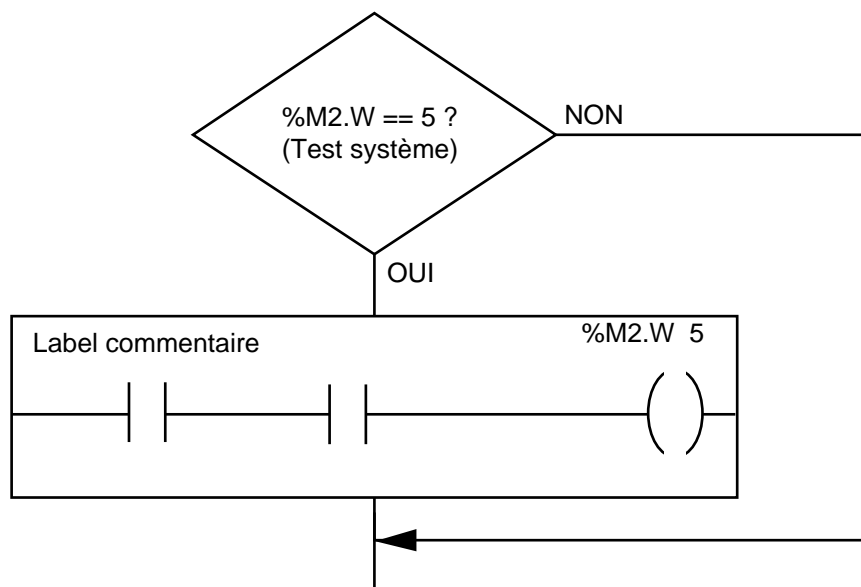 %M2.W == 5 ?
(Test système)
NON
OUI
Label commentaire
%M2.W 5